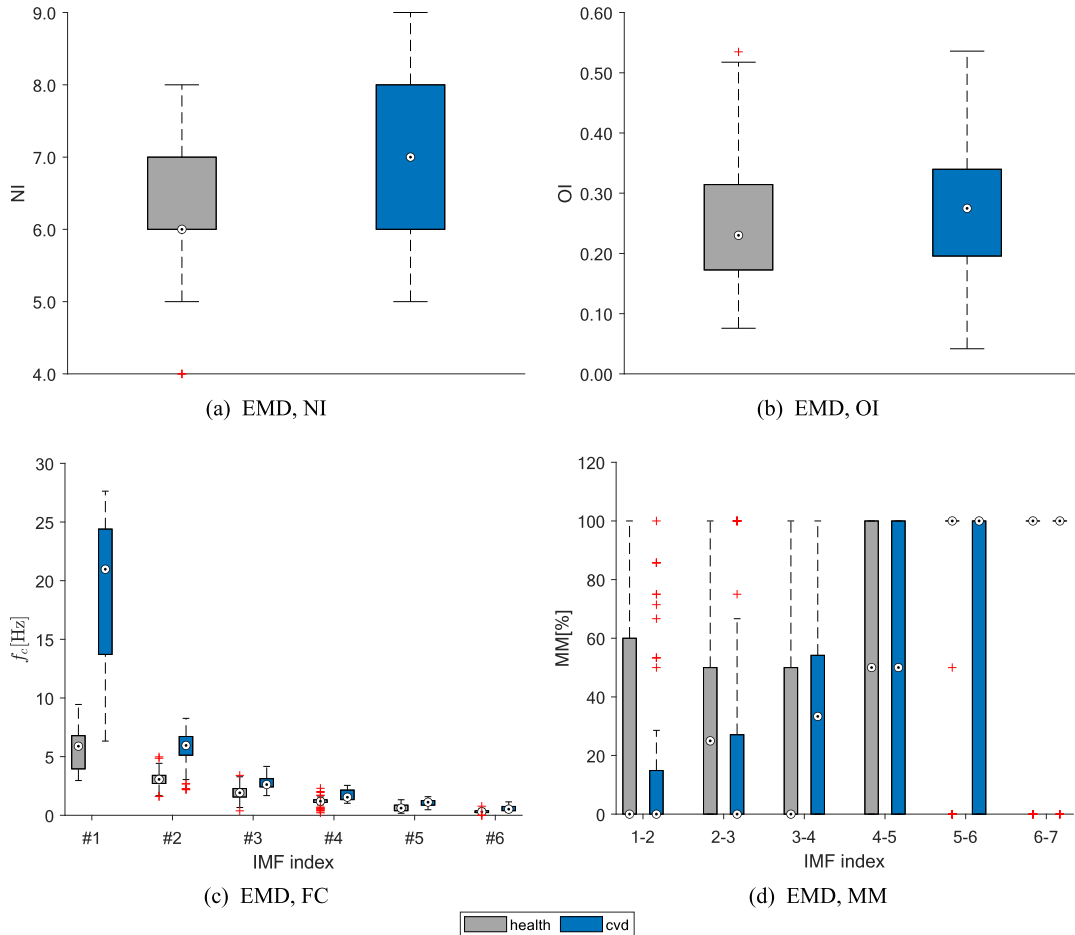 9.0
8.0
7.0
6.0
5.0
4.0
NI
(a) EMD, NI
0.60
0.50
0.40
0.30
0.20
0.10
0.00
OI
(b) EMD, OI
30
25
20
15
10
5
0
f_c[Hz]
#1 #2 #3 #4 #5 #6
IMF index
(c) EMD, FC
120
100
80
60
40
20
0
MM[%]
1-2 2-3 3-4 4-5 5-6 6-7
IMF index
(d) EMD, MM
health cvd